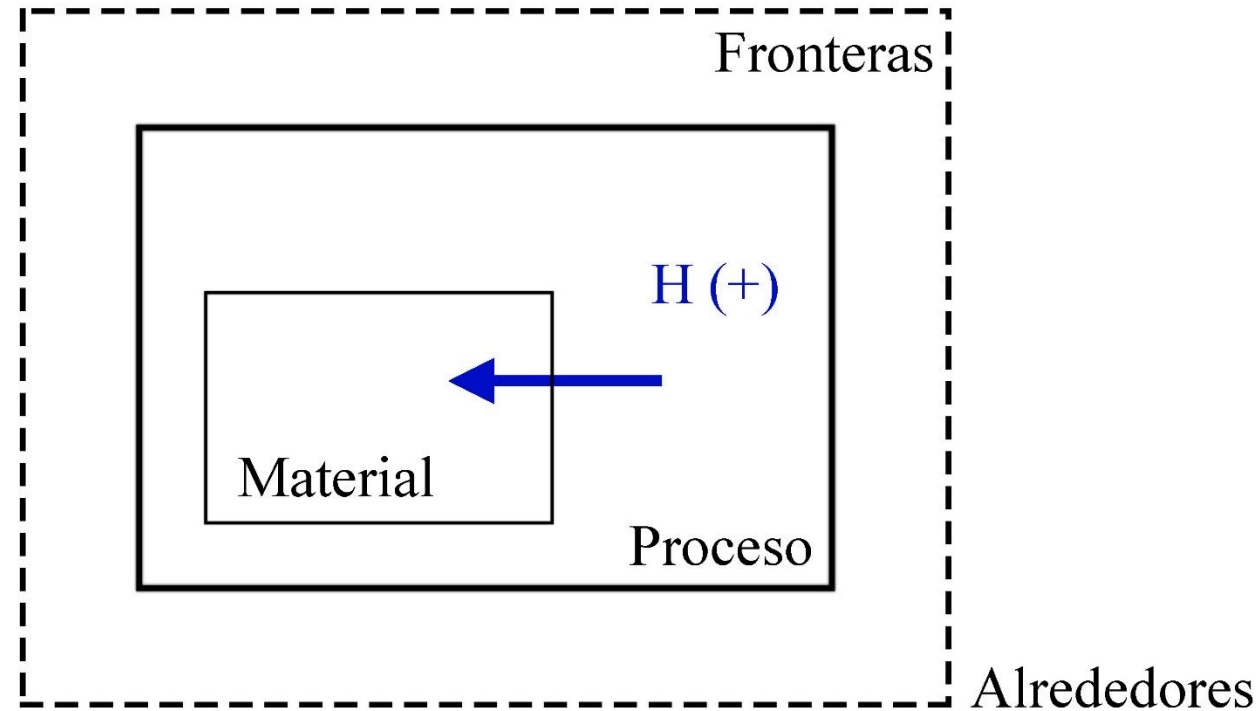 Fronteras
H (+)
Material
Proceso
Alrededores